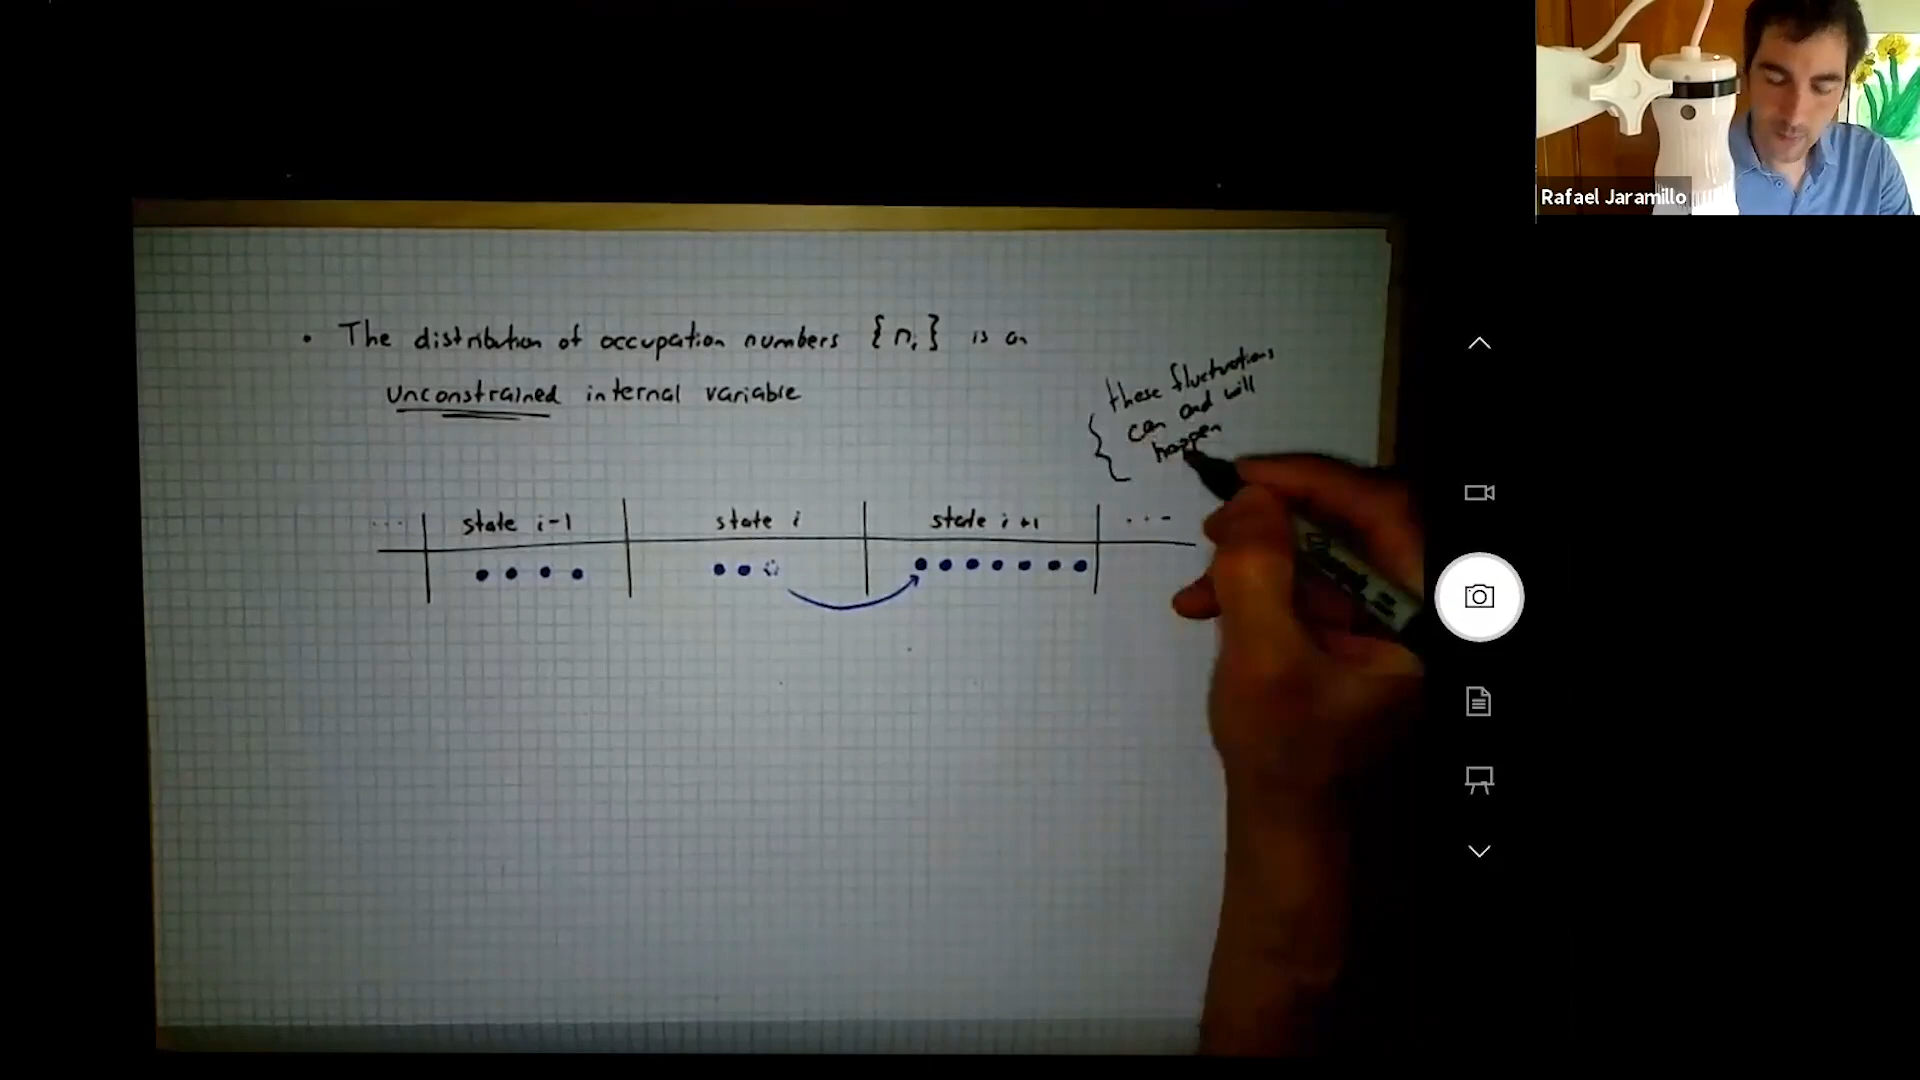 Rafael Jaramillo
• The distribution of occupation numbers {nᵢ} is an
unconstrained internal variable
these fluctuations
can and will
happen
... state i-1 state i state i+1 ...